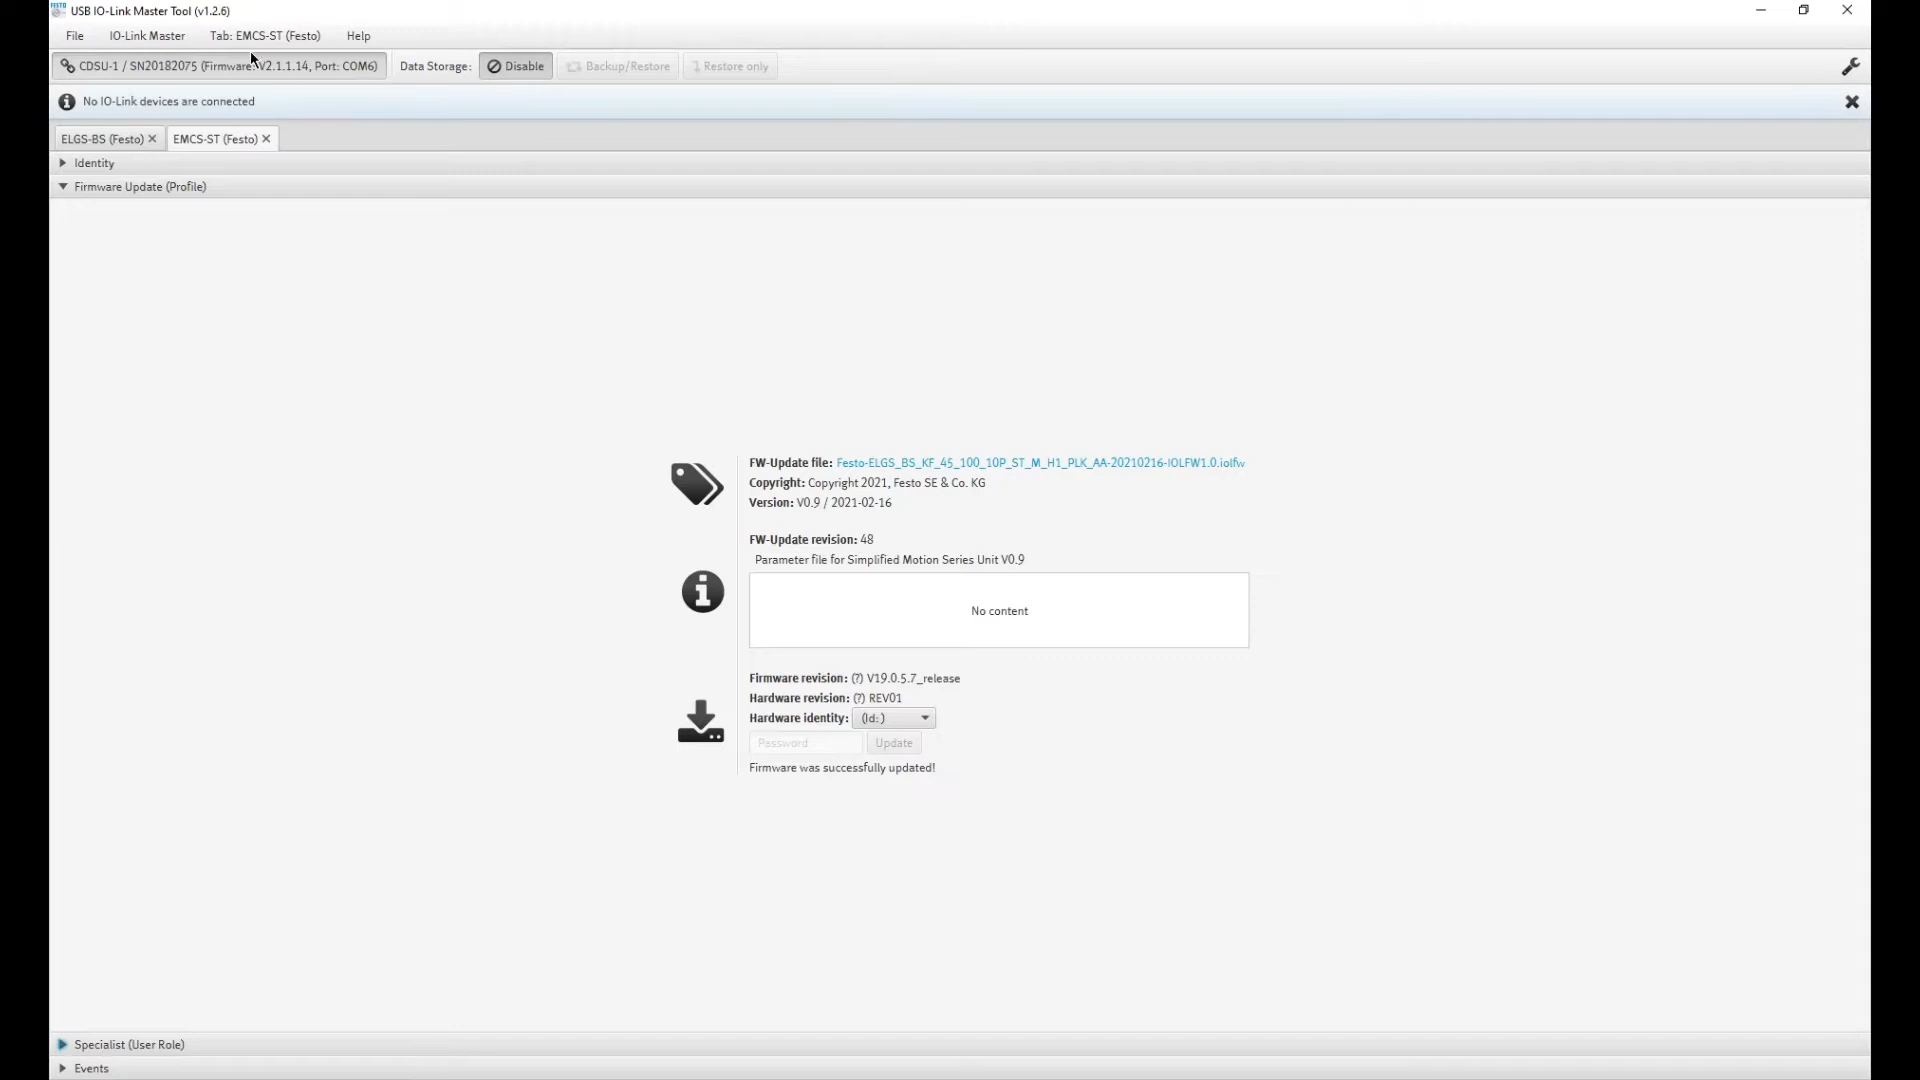 USB IO-Link Master Tool (v1.2.6)
File IO-Link Master Tab: EMCS-ST (Festo) Help
CDSU-1 / SN20182075 (Firmware: V2.1.1.14, Port: COM6) Data Storage: Disable Backup/Restore Restore only
No IO-Link devices are connected
ELGS-BS (Festo) EMCS-ST (Festo)
Identity
Firmware Update (Profile)
FW-Update file: Festo-ELGS_BS_KF_45_100_10P_ST_M_H1_PLK_AA-20210216-IOLFW1.0.iolfw
Copyright: Copyright 2021, Festo SE & Co. KG
Version: V0.9 / 2021-02-16
FW-Update revision: 48
Parameter file for Simplified Motion Series Unit V0.9
No content
Firmware revision: (?) V19.0.5.7_release
Hardware revision: (?) REV01
Hardware identity: (Id: )
Password Update
Firmware was successfully updated!
Specialist (User Role)
Events